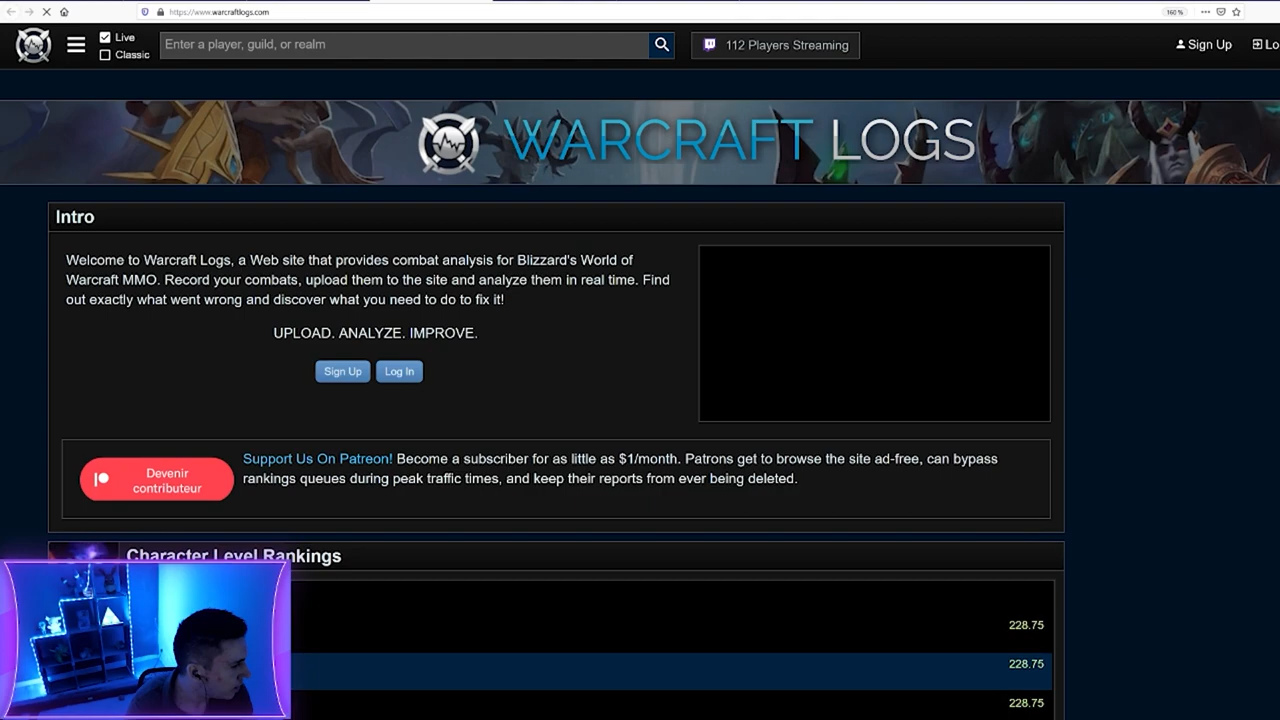 https://www.warcraftlogs.com
160 %
Live
Classic
Enter a player, guild, or realm
112 Players Streaming
Sign Up
Lo
WARCRAFT LOGS
Intro
Welcome to Warcraft Logs, a Web site that provides combat analysis for Blizzard's World of
Warcraft MMO. Record your combats, upload them to the site and analyze them in real time. Find
out exactly what went wrong and discover what you need to do to fix it!
UPLOAD. ANALYZE. IMPROVE.
Sign Up
Log In
Devenir
contributeur
Support Us On Patreon! Become a subscriber for as little as $1/month. Patrons get to browse the site ad-free, can bypass
rankings queues during peak traffic times, and keep their reports from ever being deleted.
Character Level Rankings
228.75
228.75
228.75